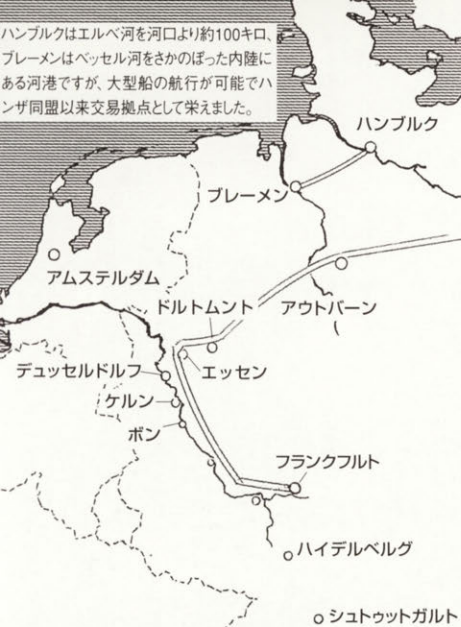 ハンブルクはエルベ河を河口より約100キロ、
ブレーメンはベッセル河をさかのぼった内陸に
ある河港ですが、大型船の航行が可能でハ
ンザ同盟以来交易拠点として栄えました。
ハンブルク
ブレーメン
アムステルダム
ドルトムント
アウトバーン
デュッセルドルフ
エッセン
ケルン
ボン
フランクフルト
ハイデルベルグ
シュトゥットガルト